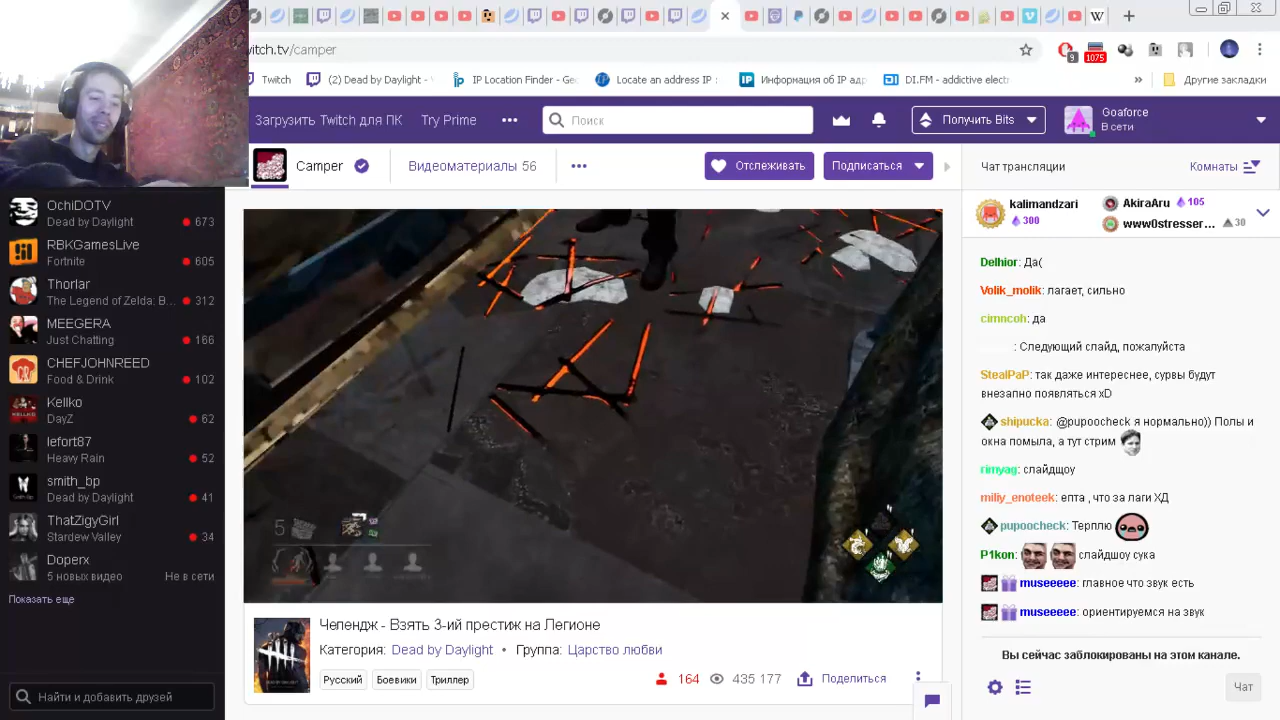 itch.tv/camper
9
1075
Twitch
(2) Dead by Daylight -
IP Location Finder - Geo
Locate an address IP :
Информация об IP адр
DI.FM - addictive electr
»
Другие закладки
Загрузить Twitch для ПК
Try Prime
Поиск
Получить Bits
Goaforce
В сети
Camper
Видеоматериалы 56
Отслеживать
Подписаться
Чат трансляции
Комнаты
OchiDOTV
Dead by Daylight
673
RBKGamesLive
Fortnite
605
Thorlar
The Legend of Zelda: B...
312
MEEGERA
Just Chatting
166
CHEFJOHNREED
Food & Drink
102
Kellko
DayZ
62
lefort87
Heavy Rain
52
smith_bp
Dead by Daylight
41
ThatZigyGirl
Stardew Valley
34
Doperx
5 новых видео
Не в сети
Показать еще
Найти и добавить друзей
5
Челендж - Взять 3-ий престиж на Легионе
Категория: Dead by Daylight • Группа: Царство любви
Русский
Боевики
Триллер
164
435 177
Поделиться
kalimandzari
300
AkiraAru 105
www0stresser... 30
Delhior: Да(
Volik_molik: лагает, сильно
cimncoh: да
: Следующий слайд, пожалуйста
StealPaP: так даже интереснее, сурвы будут
внезапно появляться xD
shipucka: @pupoocheck я нормально)) Полы и
окна помыла, а тут стрим
rimyag: слайдщоу
miliy_enoteek: епта , что за лаги ХД
pupoocheck: Терплю
P1kon: слайдшоу сука
museeeee: главное что звук есть
museeeee: ориентируемся на звук
Вы сейчас заблокированы на этом канале.
Чат